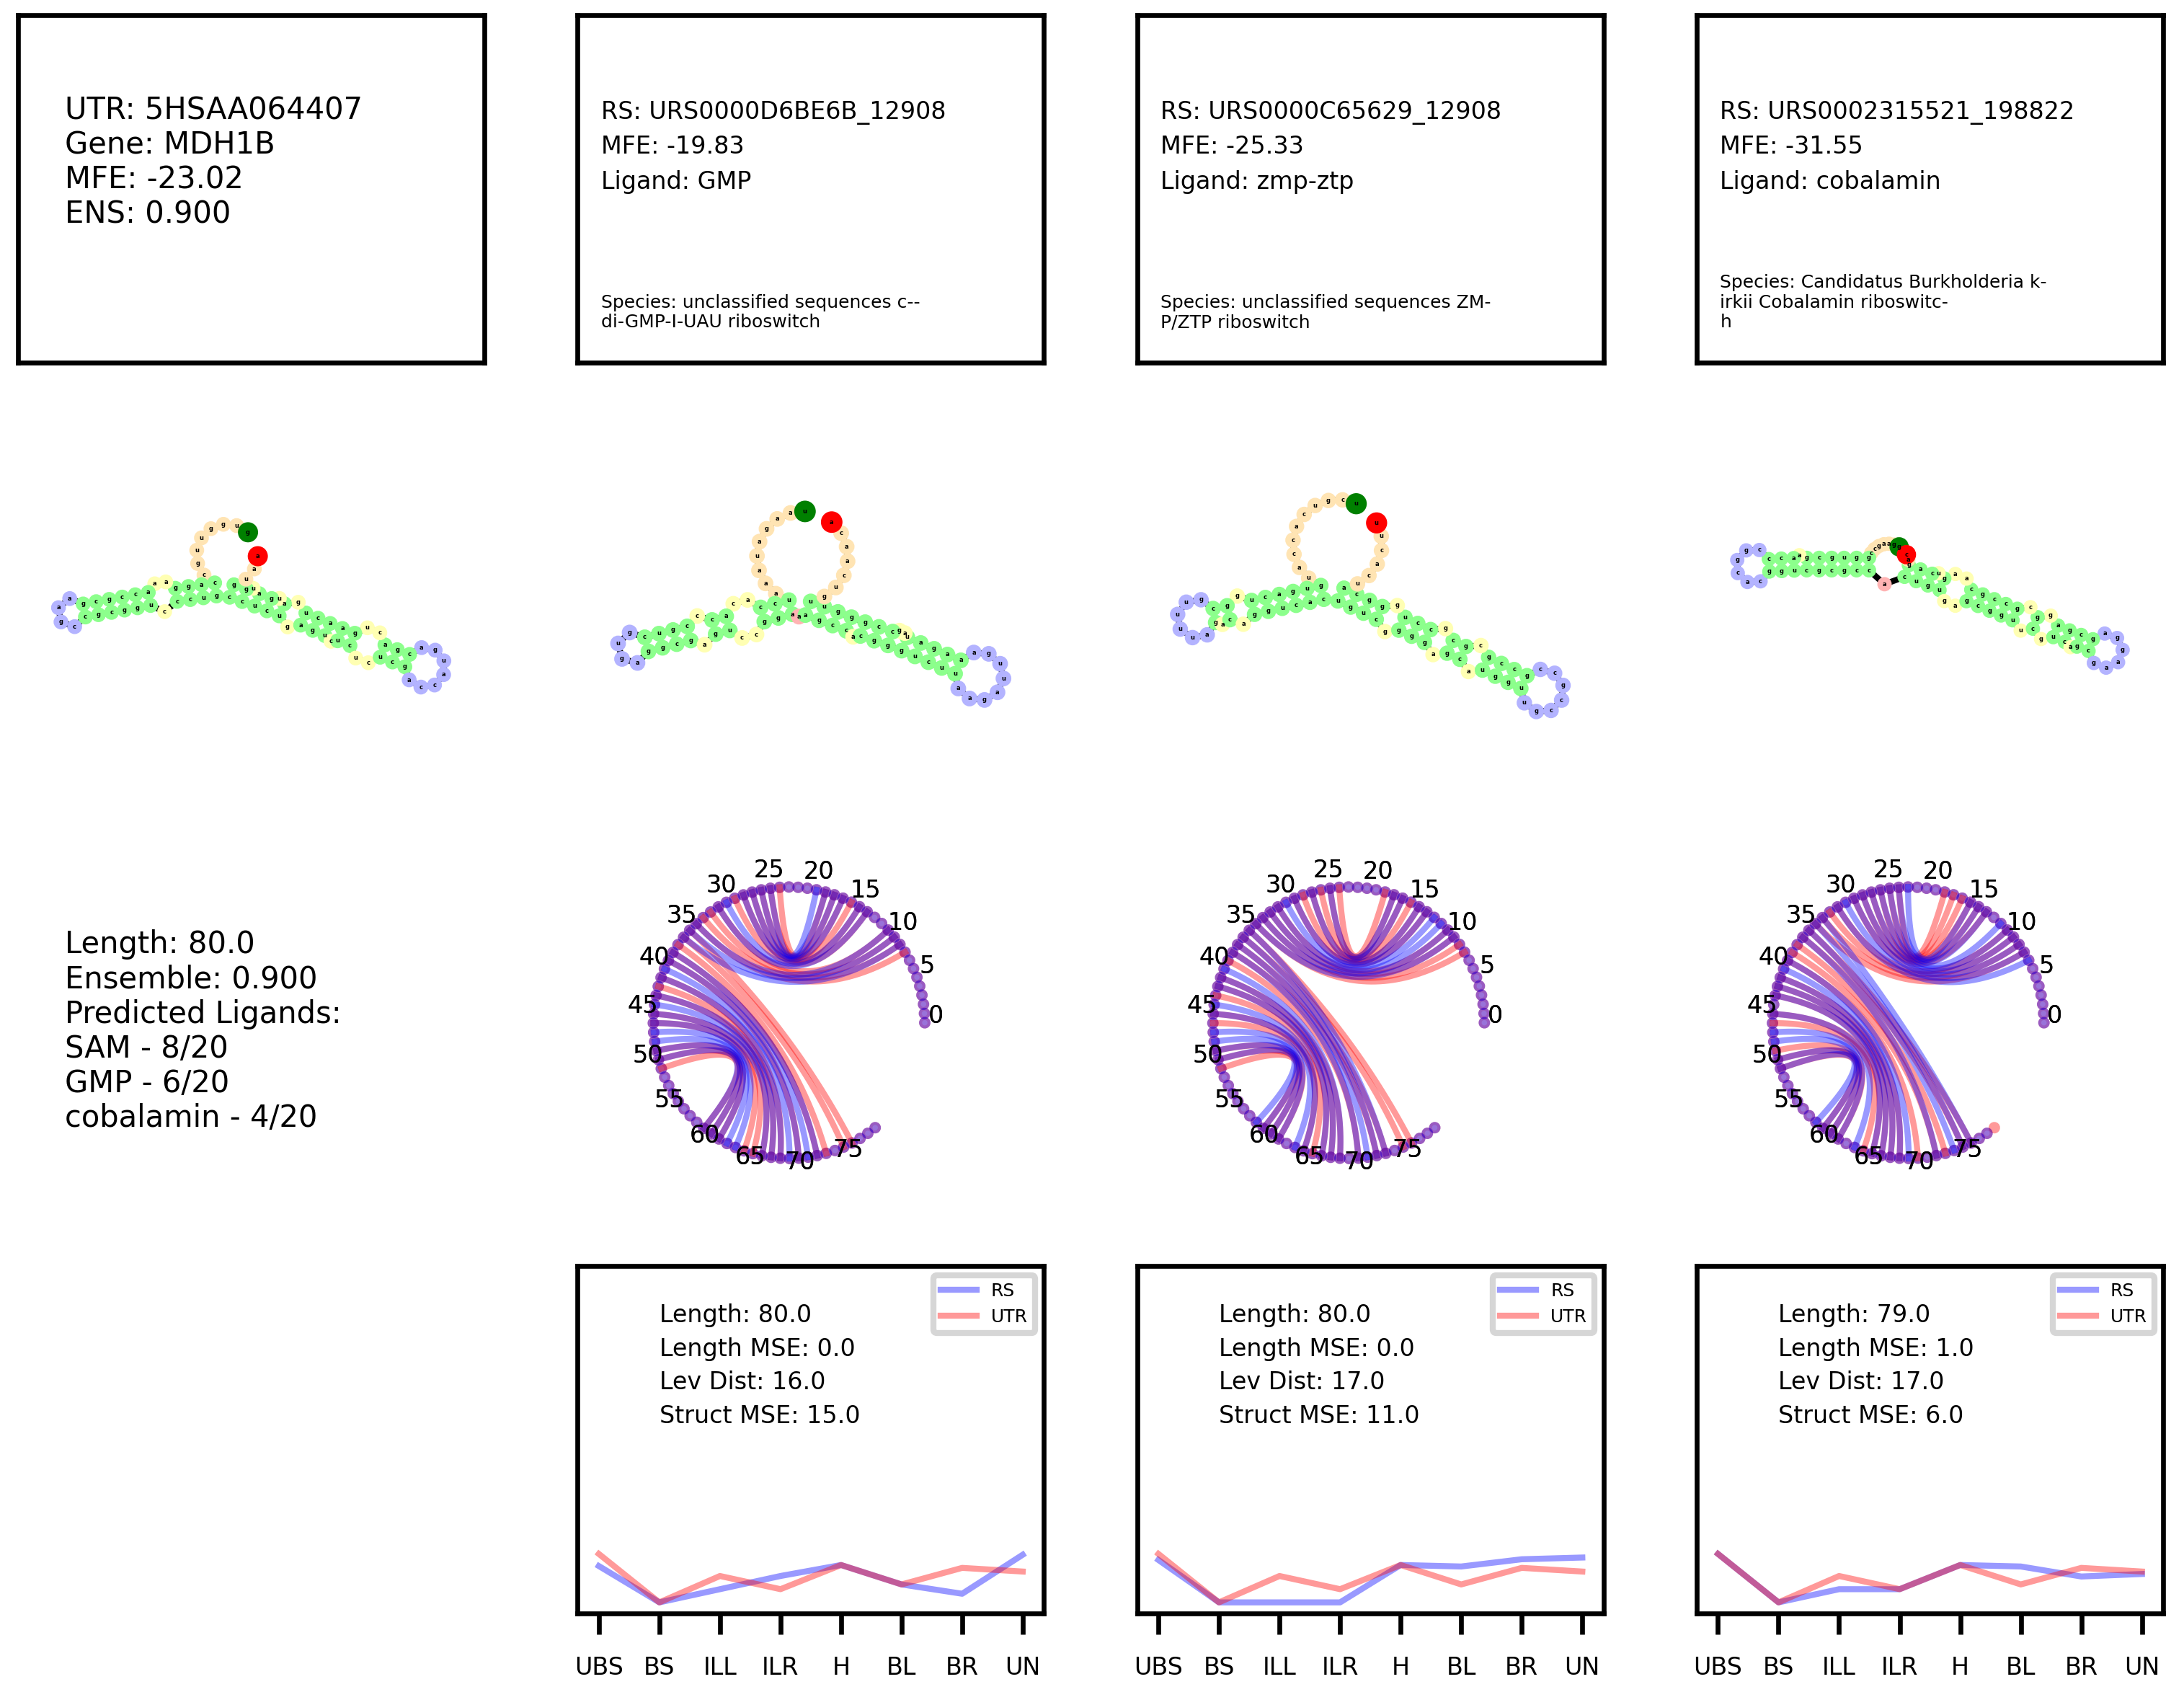 UTR: 5HSAA064407
Gene: MDH1B
MFE: -23.02
ENS: 0.900
RS: URS0000D6BE6B_12908
MFE: -19.83
Ligand: GMP
Species: unclassified sequences c--
di-GMP-I-UAU riboswitch
RS: URS0000C65629_12908
MFE: -25.33
Ligand: zmp-ztp
Species: unclassified sequences ZM-
P/ZTP riboswitch
RS: URS0002315521_198822
MFE: -31.55
Ligand: cobalamin
Species: Candidatus Burkholderia k-
irkii Cobalamin riboswitc-
h
Length: 80.0
Ensemble: 0.900
Predicted Ligands:
SAM - 8/20
GMP - 6/20
cobalamin - 4/20
0
5
10
15
20
25
30
35
40
45
50
55
60
65
70
75
0
5
10
15
20
25
30
35
40
45
50
55
60
65
70
75
0
5
10
15
20
25
30
35
40
45
50
55
60
65
70
75
RS
UTR
Length: 80.0
Length MSE: 0.0
Lev Dist: 16.0
Struct MSE: 15.0
UBS BS ILL ILR H BL BR UN
RS
UTR
Length: 80.0
Length MSE: 0.0
Lev Dist: 17.0
Struct MSE: 11.0
UBS BS ILL ILR H BL BR UN
RS
UTR
Length: 79.0
Length MSE: 1.0
Lev Dist: 17.0
Struct MSE: 6.0
UBS BS ILL ILR H BL BR UN